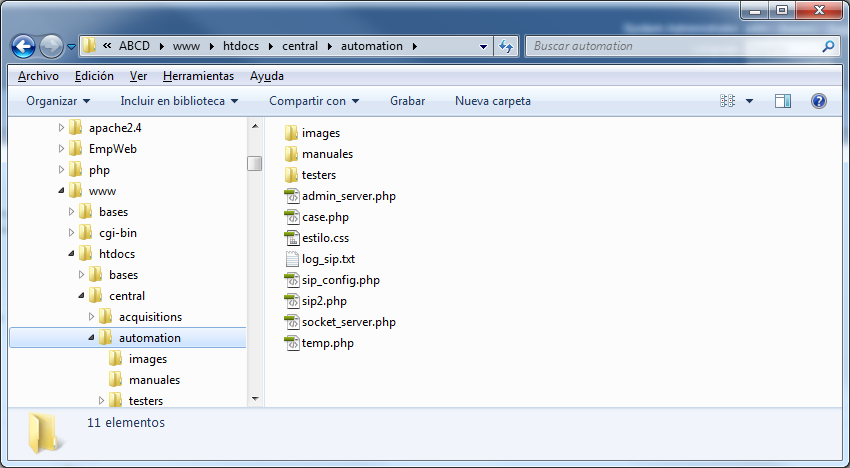 « ABCD ▸ www ▸ htdocs ▸ central ▸ automation ▸
Buscar automation
Archivo Edición Ver Herramientas Ayuda
Organizar Incluir en biblioteca Compartir con Grabar Nueva carpeta
apache2.4
EmpWeb
php
www
bases
cgi-bin
htdocs
bases
central
acquisitions
automation
images
manuales
testers
images
manuales
testers
admin_server.php
case.php
estilo.css
log_sip.txt
sip_config.php
sip2.php
socket_server.php
temp.php
11 elementos